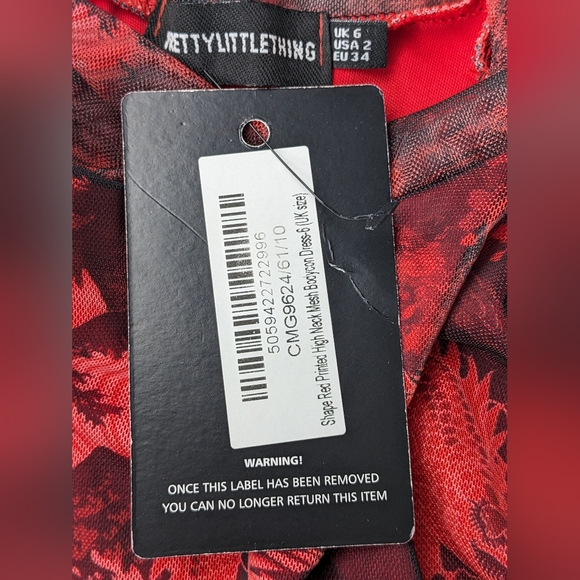 PRETTYLITTLETHING
UK 6
USA 2
EU 34
5059422722996
CMG9624/61/10
Shape Red Printed High Neck Mesh Bodycon Dress-6 (UK size)
WARNING!
ONCE THIS LABEL HAS BEEN REMOVED
YOU CAN NO LONGER RETURN THIS ITEM